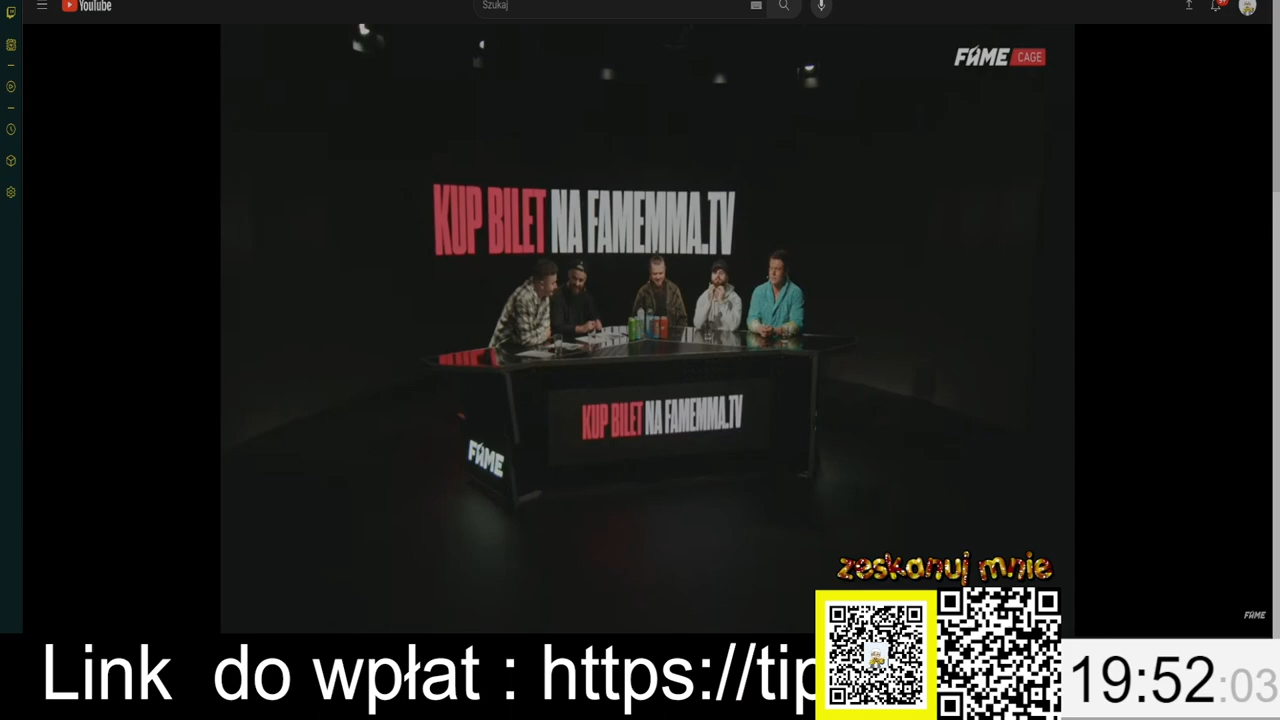 YouTube
Szukaj
FAME CAGE
KUP BILET NA FAMEMMA.TV
KUP BILET NA FAMEMMA.TV
FAME
zeskanuj mnie
FAME
Link do wpłat : https://tip
19:52:03